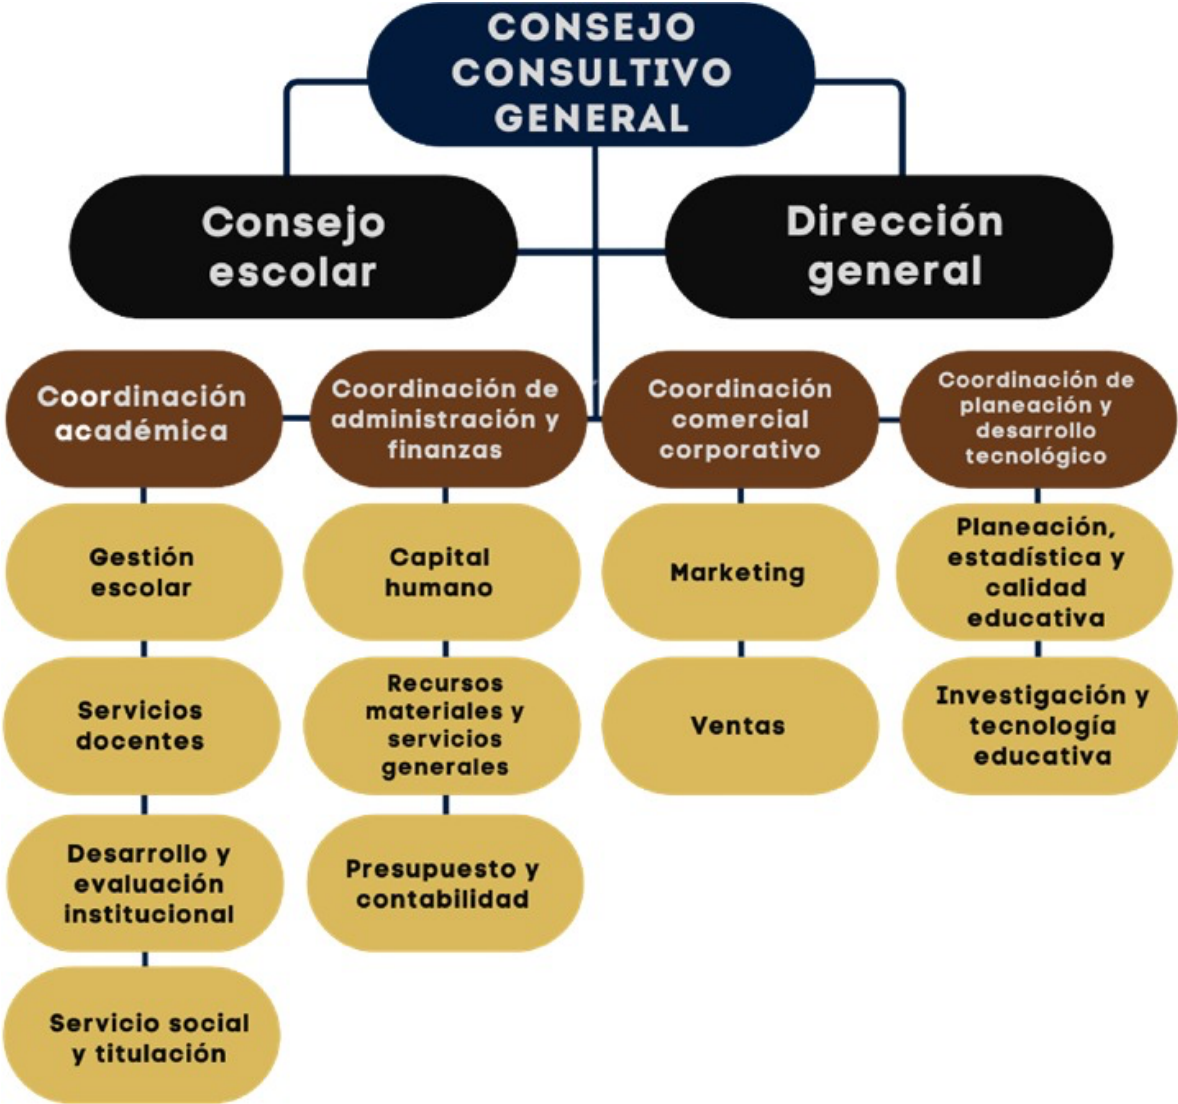 CONSEJO
CONSULTIVO
GENERAL
Consejo
escolar
Dirección
general
Coordinación
académica
Coordinación de
administración y
finanzas
Coordinación
comercial
corporativo
Coordinación de
planeación y
desarrollo
tecnológico
Gestión
escolar
Capital
humano
Marketing
Planeación,
estadística y
calidad
educativa
Servicios
docentes
Recursos
materiales y
servicios
generales
Ventas
Investigación y
tecnología
educativa
Desarrollo y
evaluación
institucional
Presupuesto y
contabilidad
Servicio social
y titulación